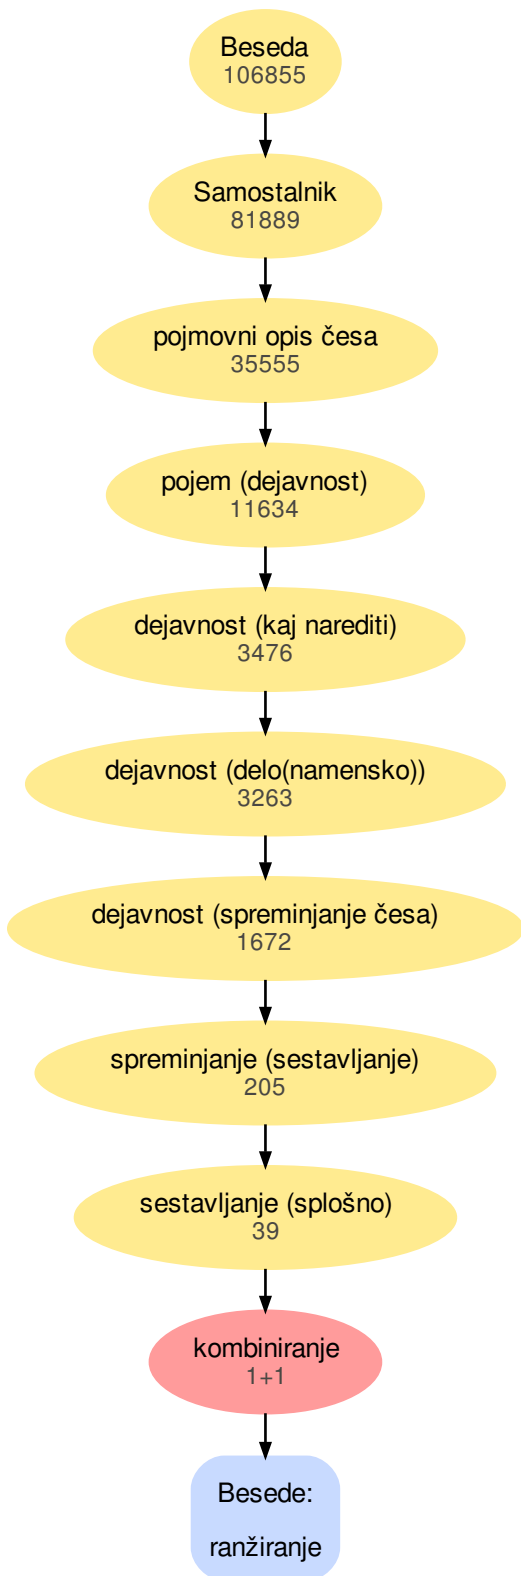 Beseda
106855
Samostalnik
81889
pojmovni opis česa
35555
pojem (dejavnost)
11634
dejavnost (kaj narediti)
3476
dejavnost (delo(namensko))
3263
dejavnost (spreminjanje česa)
1672
spreminjanje (sestavljanje)
205
sestavljanje (splošno)
39
kombiniranje
1+1
Besede:
ranžiranje